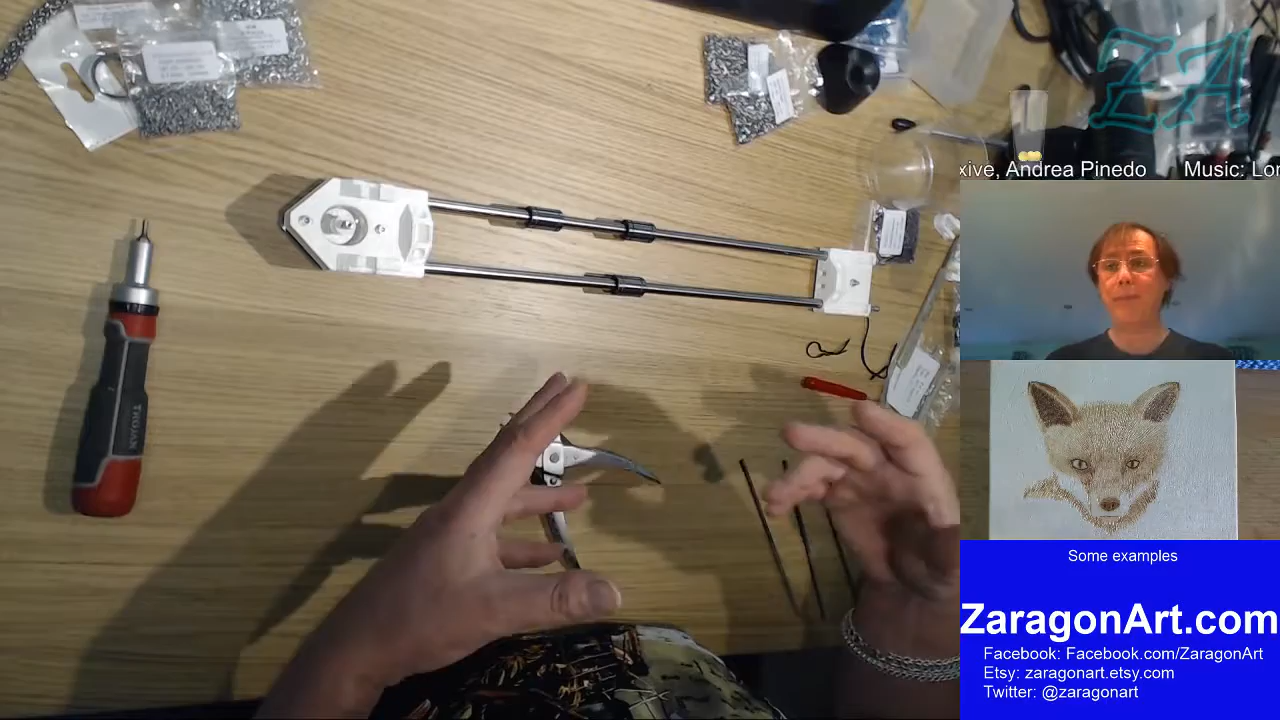 ZA
xive, Andrea Pinedo Music: Lor
TROJAN
Some examples
ZaragonArt.com
Facebook: Facebook.com/ZaragonArt
Etsy: zaragonart.etsy.com
Twitter: @zaragonart